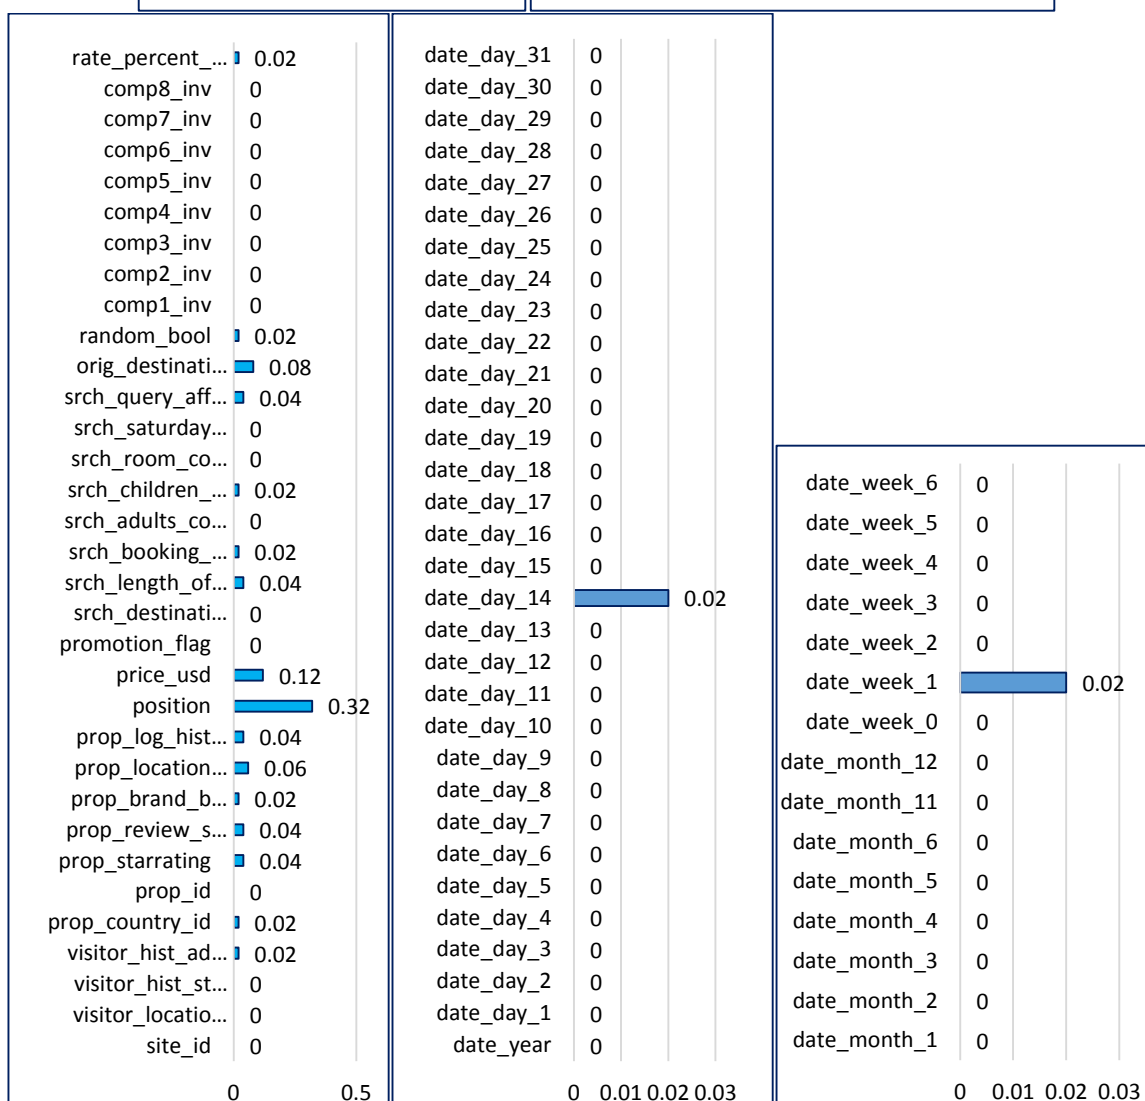 rate_percent_... 0.02
comp8_inv 0
comp7_inv 0
comp6_inv 0
comp5_inv 0
comp4_inv 0
comp3_inv 0
comp2_inv 0
comp1_inv 0
random_bool 0.02
orig_destinati... 0.08
srch_query_aff... 0.04
srch_saturday... 0
srch_room_co... 0
srch_children_... 0.02
srch_adults_co... 0
srch_booking_... 0.02
srch_length_of... 0.04
srch_destinati... 0
promotion_flag 0
price_usd 0.12
position 0.32
prop_log_hist... 0.04
prop_location... 0.06
prop_brand_b... 0.02
prop_review_s... 0.04
prop_starrating 0.04
prop_id 0
prop_country_id 0.02
visitor_hist_ad... 0.02
visitor_hist_st... 0
visitor_locatio... 0
site_id 0
0 0.5
date_day_31 0
date_day_30 0
date_day_29 0
date_day_28 0
date_day_27 0
date_day_26 0
date_day_25 0
date_day_24 0
date_day_23 0
date_day_22 0
date_day_21 0
date_day_20 0
date_day_19 0
date_day_18 0
date_day_17 0
date_day_16 0
date_day_15 0
date_day_14 0.02
date_day_13 0
date_day_12 0
date_day_11 0
date_day_10 0
date_day_9 0
date_day_8 0
date_day_7 0
date_day_6 0
date_day_5 0
date_day_4 0
date_day_3 0
date_day_2 0
date_day_1 0
date_year 0
0 0.01 0.02 0.03
date_week_6 0
date_week_5 0
date_week_4 0
date_week_3 0
date_week_2 0
date_week_1 0.02
date_week_0 0
date_month_12 0
date_month_11 0
date_month_6 0
date_month_5 0
date_month_4 0
date_month_3 0
date_month_2 0
date_month_1 0
0 0.01 0.02 0.03